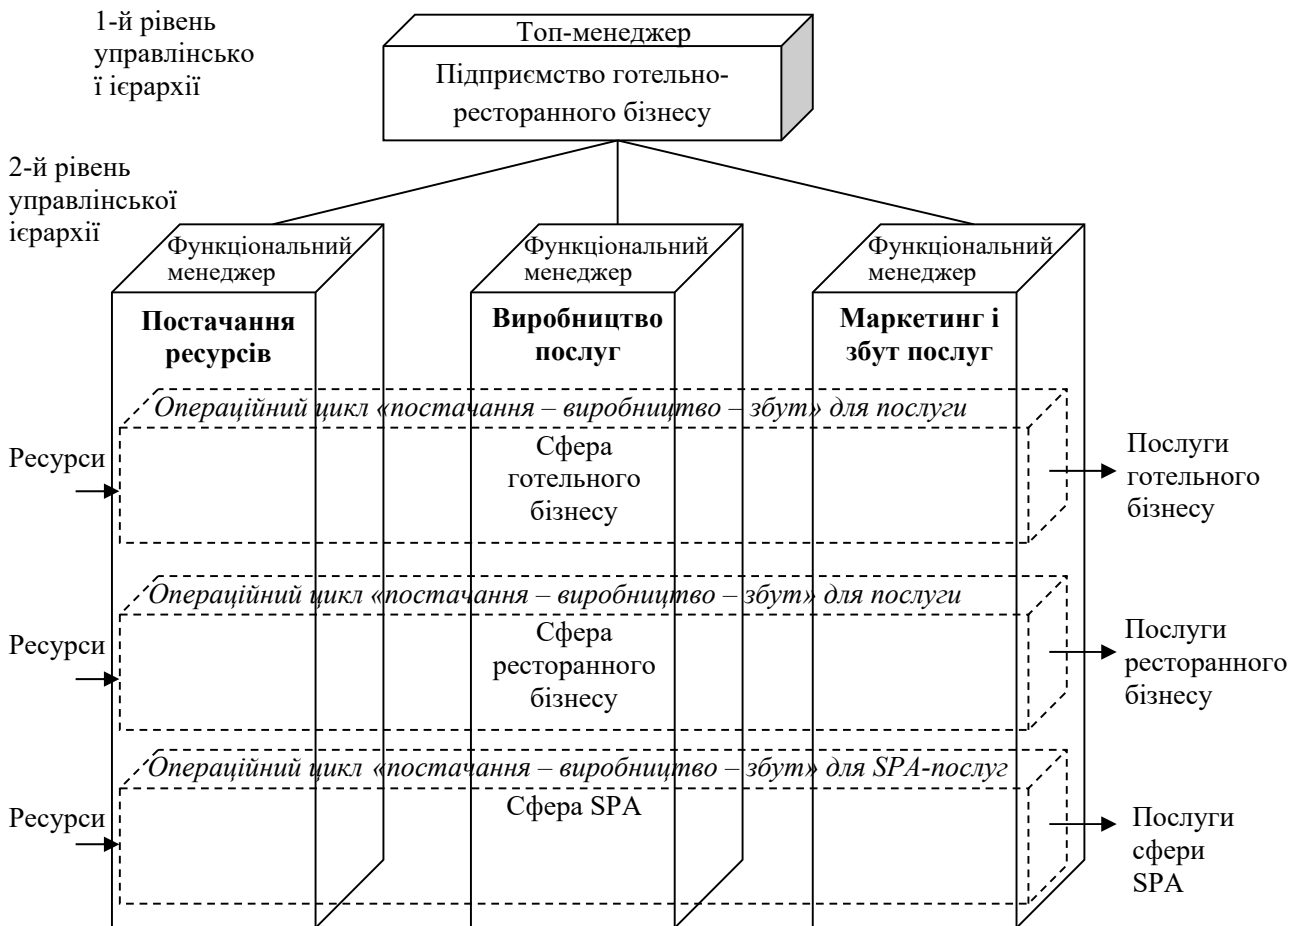 1-й рівень
управлінсько
ї ієрархії
Топ-менеджер
Підприємство готельно-
ресторанного бізнесу
2-й рівень
управлінської
ієрархії
Функціональний
менеджер
Функціональний
менеджер
Функціональний
менеджер
Постачання
ресурсів
Виробництво
послуг
Маркетинг і
збут послуг
Операційний цикл «постачання – виробництво – збут» для послуги
Ресурси
Сфера
готельного
бізнесу
Послуги
готельного
бізнесу
Операційний цикл «постачання – виробництво – збут» для послуги
Ресурси
Сфера
ресторанного
бізнесу
Послуги
ресторанного
бізнесу
Операційний цикл «постачання – виробництво – збут» для SPA-послуг
Ресурси
Сфера SPA
Послуги
сфери
SPA